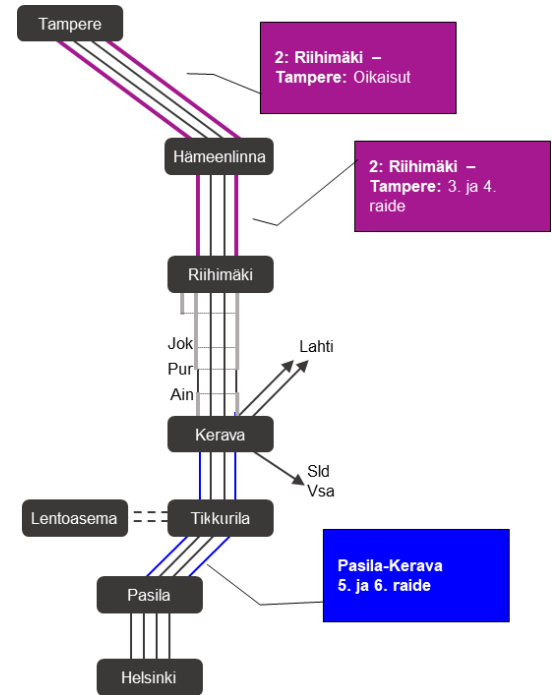 Tampere
2: Riihimäki –
Tampere: Oikaisut
Hämeenlinna
2: Riihimäki –
Tampere: 3. ja 4.
raide
Riihimäki
Jok
Lahti
Pur
Ain
Kerava
Sld
Vsa
Lentoasema
Tikkurila
Pasila-Kerava
5. ja 6. raide
Pasila
Helsinki